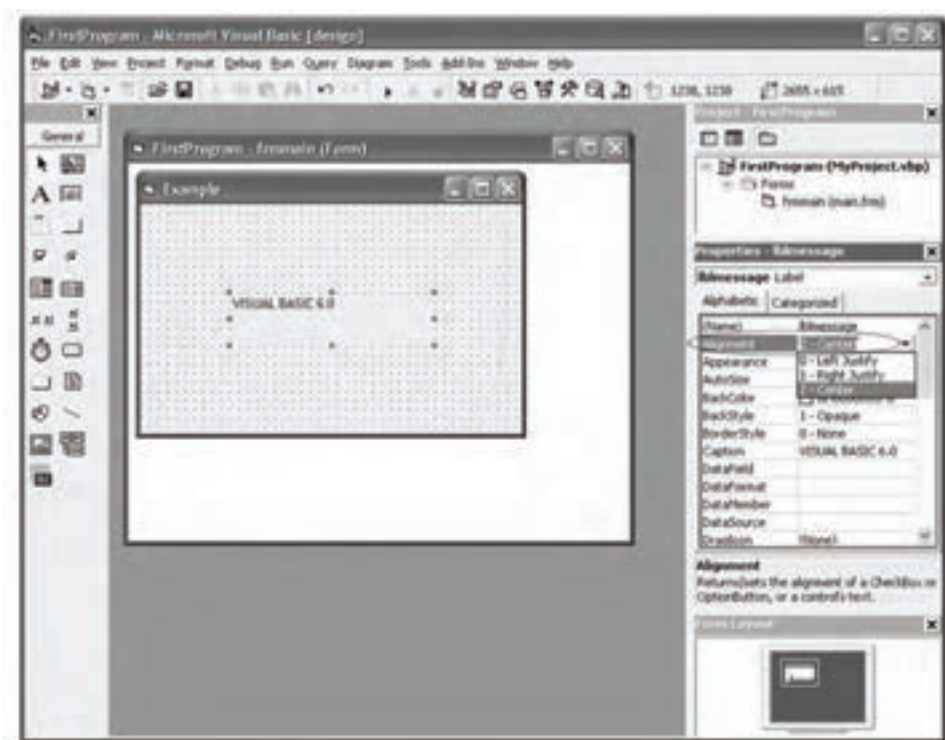 FirstProgram - Microsoft Visual Basic [design]
File Edit View Project Format Debug Run Query Diagram Tools Add-Ins Window Help
1230, 1230
2655 x 615
General
Project - FirstProgram
FirstProgram - frmmain (Form)
FirstProgram (MyProject.vbp)
Forms
frmmain (main.frm)
Example
VISUAL BASIC 6.0
Properties - lblmessage
lblmessage Label
Alphabetic Categorized
(Name) lblmessage
Alignment 2 - Center
Appearance 0 - Left Justify
AutoSize 1 - Right Justify
2 - Center
BackColor
BackStyle 1 - Opaque
BorderStyle 0 - None
Caption VISUAL BASIC 6.0
DataField
DataFormat
DataMember
DataSource
DragIcon (None)
Alignment
Returns/sets the alignment of a CheckBox or
OptionButton, or a control's text.
Form Layout